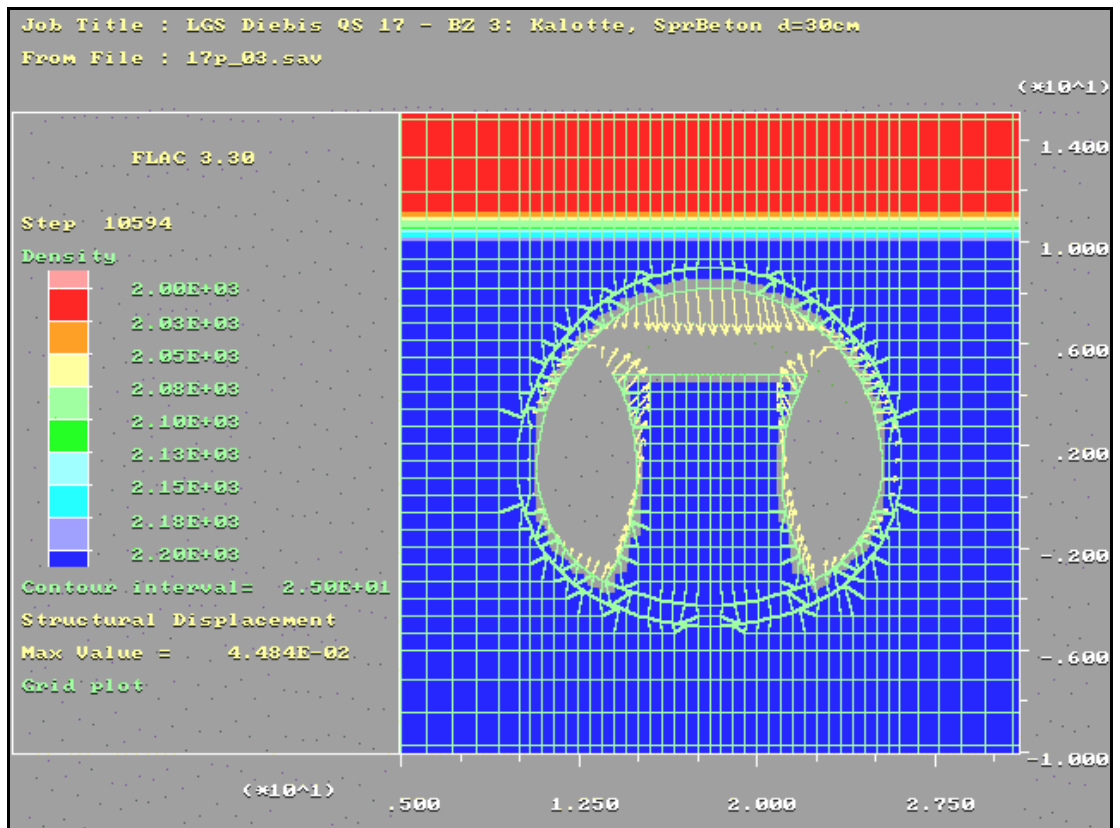 Job Title : LGS Diebis QS 17 - BZ 3: Kalotte, SprBeton d=30cm
From File : 17p_03.sav
(*10^1)
FLAC 3.30
Step 10594
Density
2.00E+03
2.03E+03
2.05E+03
2.08E+03
2.10E+03
2.13E+03
2.15E+03
2.18E+03
2.20E+03
Contour interval= 2.50E+01
Structural Displacement
Max Value = 4.484E-02
Grid plot
1.400
1.000
.600
.200
-.200
-.600
-1.000
(*10^1)
.500 1.250 2.000 2.750